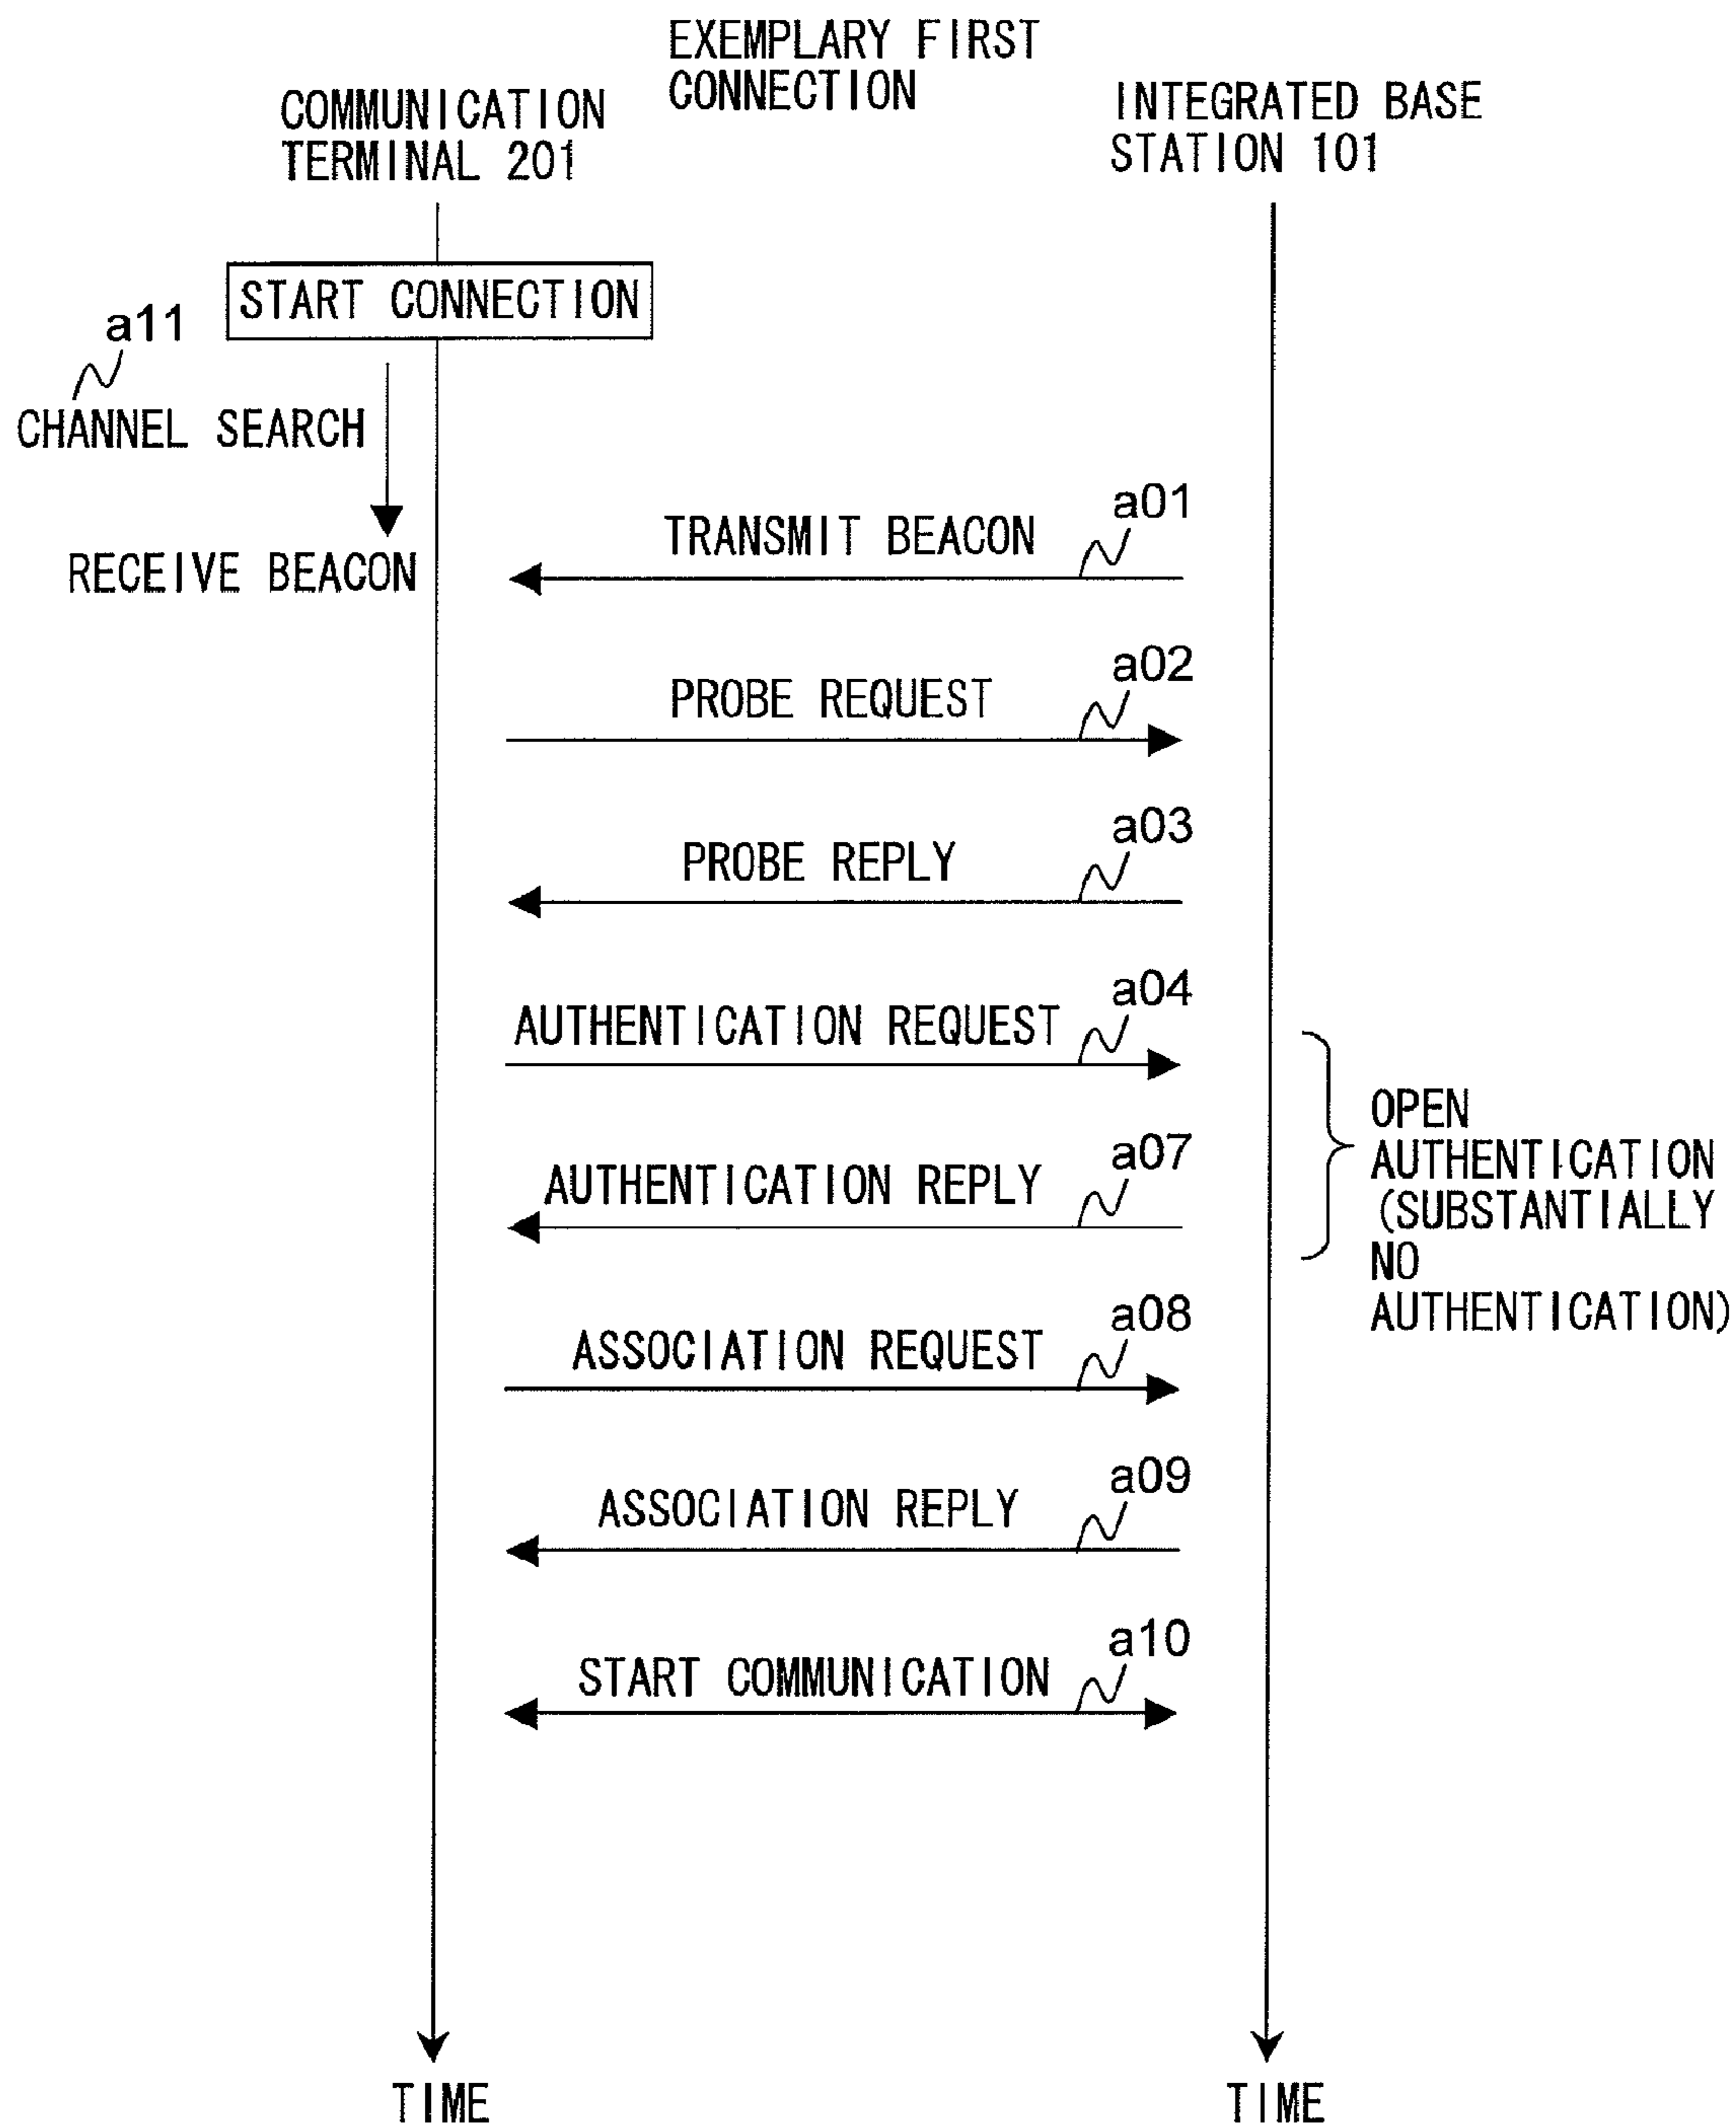 EXEMPLARY FIRST
CONNECTION
COMMUNICATION
TERMINAL 201
INTEGRATED BASE
STATION 101
START CONNECTION
a11
CHANNEL SEARCH
RECEIVE BEACON
a01
TRANSMIT BEACON
a02
PROBE REQUEST
a03
PROBE REPLY
a04
AUTHENTICATION REQUEST
a07
AUTHENTICATION REPLY
OPEN
AUTHENTICATION
(SUBSTANTIALLY
NO
AUTHENTICATION)
a08
ASSOCIATION REQUEST
a09
ASSOCIATION REPLY
a10
START COMMUNICATION
TIME
TIME